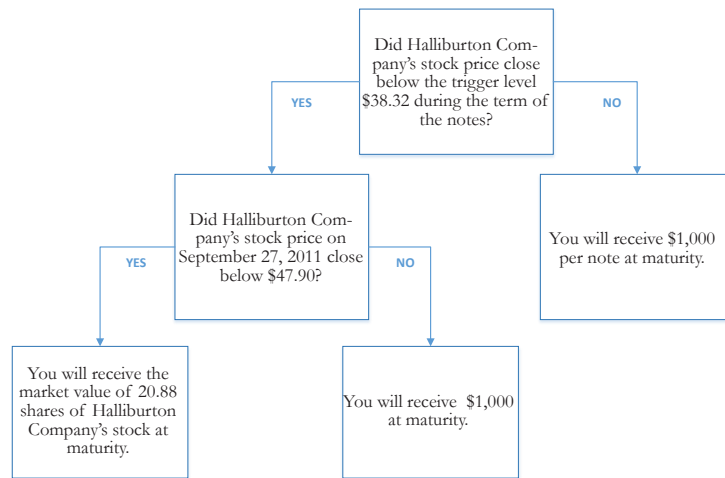 Did Halliburton Com-
pany's stock price close
below the trigger level
$38.32 during the term of
the notes?
YES
NO
Did Halliburton Com-
pany's stock price on
September 27, 2011 close
below $47.90?
You will receive $1,000
per note at maturity.
YES
NO
You will receive the
market value of 20.88
shares of Halliburton
Company's stock at
maturity.
You will receive $1,000
at maturity.